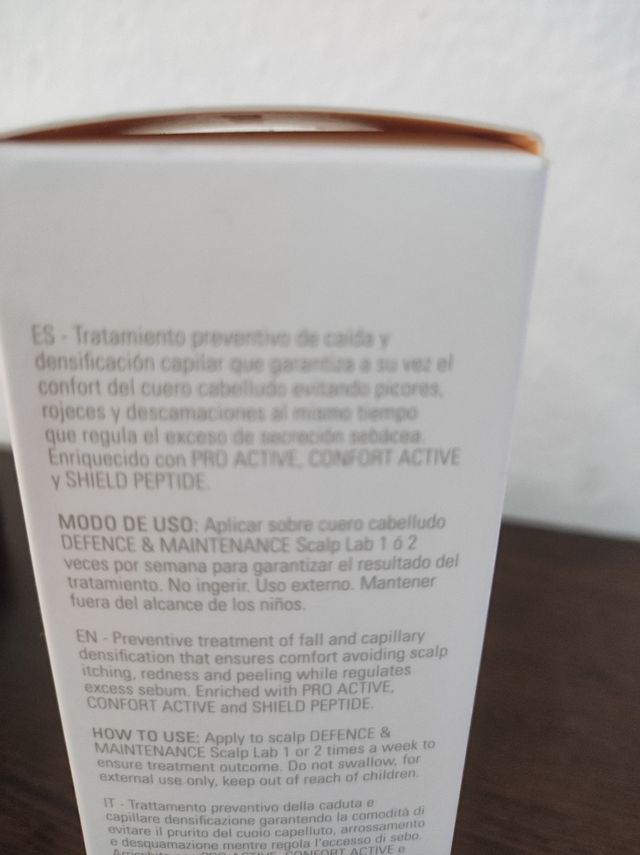 ES - Tratamiento preventivo de caída y
densificación capilar que garantiza a su vez el
confort del cuero cabelludo evitando picores,
rojeces y descamaciones al mismo tiempo
que regula el exceso de secreción sebácea.
Enriquecido con PRO ACTIVE, CONFORT ACTIVE
y SHIELD PEPTIDE.
MODO DE USO: Aplicar sobre cuero cabelludo
DEFENCE & MAINTENANCE Scalp Lab 1 ó 2
veces por semana para garantizar el resultado del
tratamiento. No ingerir. Uso externo. Mantener
fuera del alcance de los niños.
EN - Preventive treatment of fall and capillary
densification that ensures comfort avoiding scalp
itching, redness and peeling while regulates
excess sebum. Enriched with PRO ACTIVE,
CONFORT ACTIVE and SHIELD PEPTIDE.
HOW TO USE: Apply to scalp DEFENCE &
MAINTENANCE Scalp Lab 1 or 2 times a week to
ensure treatment outcome. Do not swallow, for
external use only, keep out of reach of children.
IT - Trattamento preventivo della caduta e
capillare densificazione garantendo la comodità di
evitare il prurito del cuoio capelluto, arrossamento
e desquamazione mentre regola l'eccesso di sebo.
PRO ACTIVE, CONFORT ACTIVE e